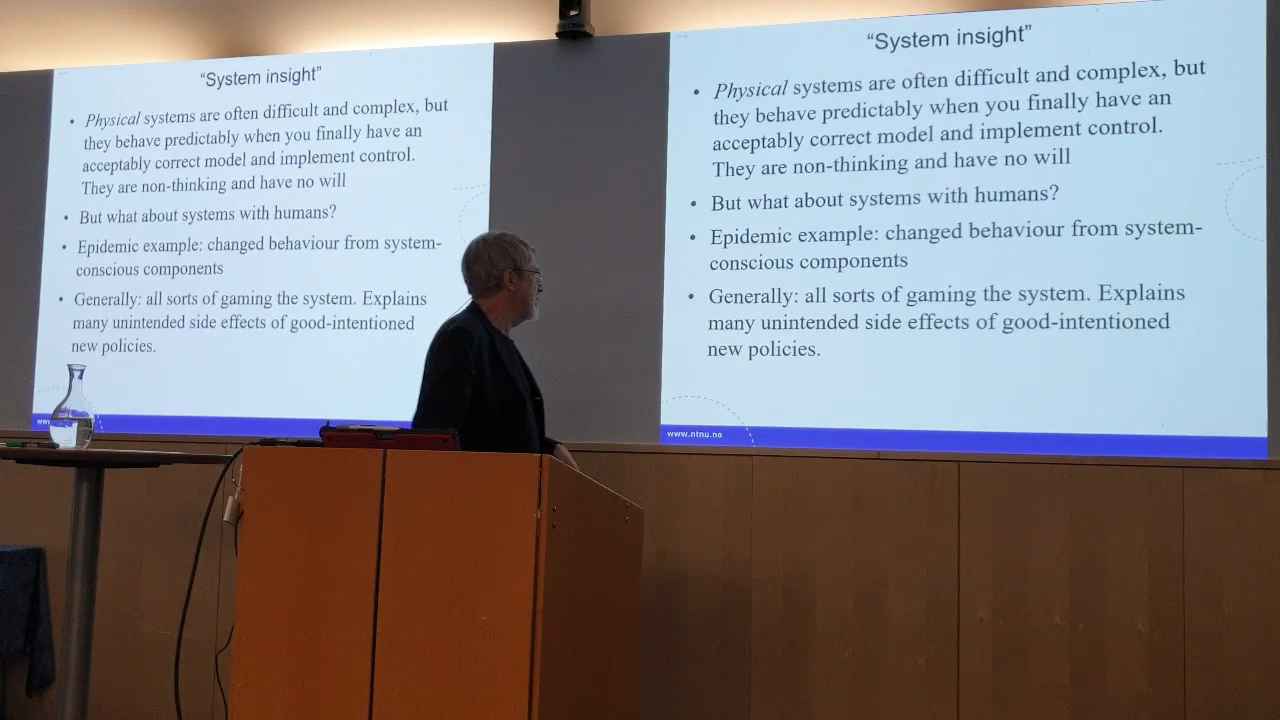 “System insight”
• Physical systems are often difficult and complex, but
they behave predictably when you finally have an
acceptably correct model and implement control.
They are non-thinking and have no will
• But what about systems with humans?
• Epidemic example: changed behaviour from system-
conscious components
• Generally: all sorts of gaming the system. Explains
many unintended side effects of good-intentioned
new policies.
www
“System insight”
• Physical systems are often difficult and complex, but
they behave predictably when you finally have an
acceptably correct model and implement control.
They are non-thinking and have no will
• But what about systems with humans?
• Epidemic example: changed behaviour from system-
conscious components
• Generally: all sorts of gaming the system. Explains
many unintended side effects of good-intentioned
new policies.
www.ntnu.no